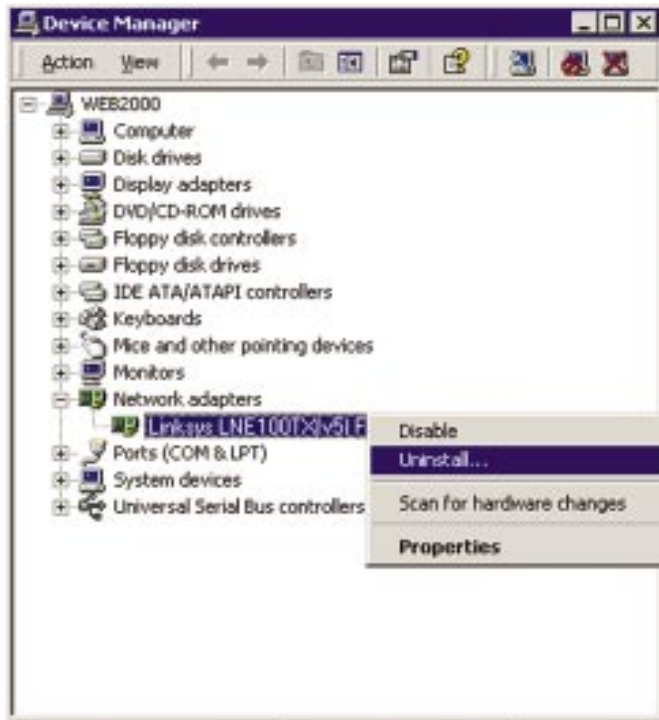 Device Manager
Action View
WEB2000
Computer
Disk drives
Display adapters
DVD/CD-ROM drives
Floppy disk controllers
Floppy disk drives
IDE ATA/ATAPI controllers
Keyboards
Mice and other pointing devices
Monitors
Network adapters
Linksys LNE100TX(v5) F
Ports (COM & LPT)
System devices
Universal Serial Bus controllers
Disable
Uninstall...
Scan for hardware changes
Properties